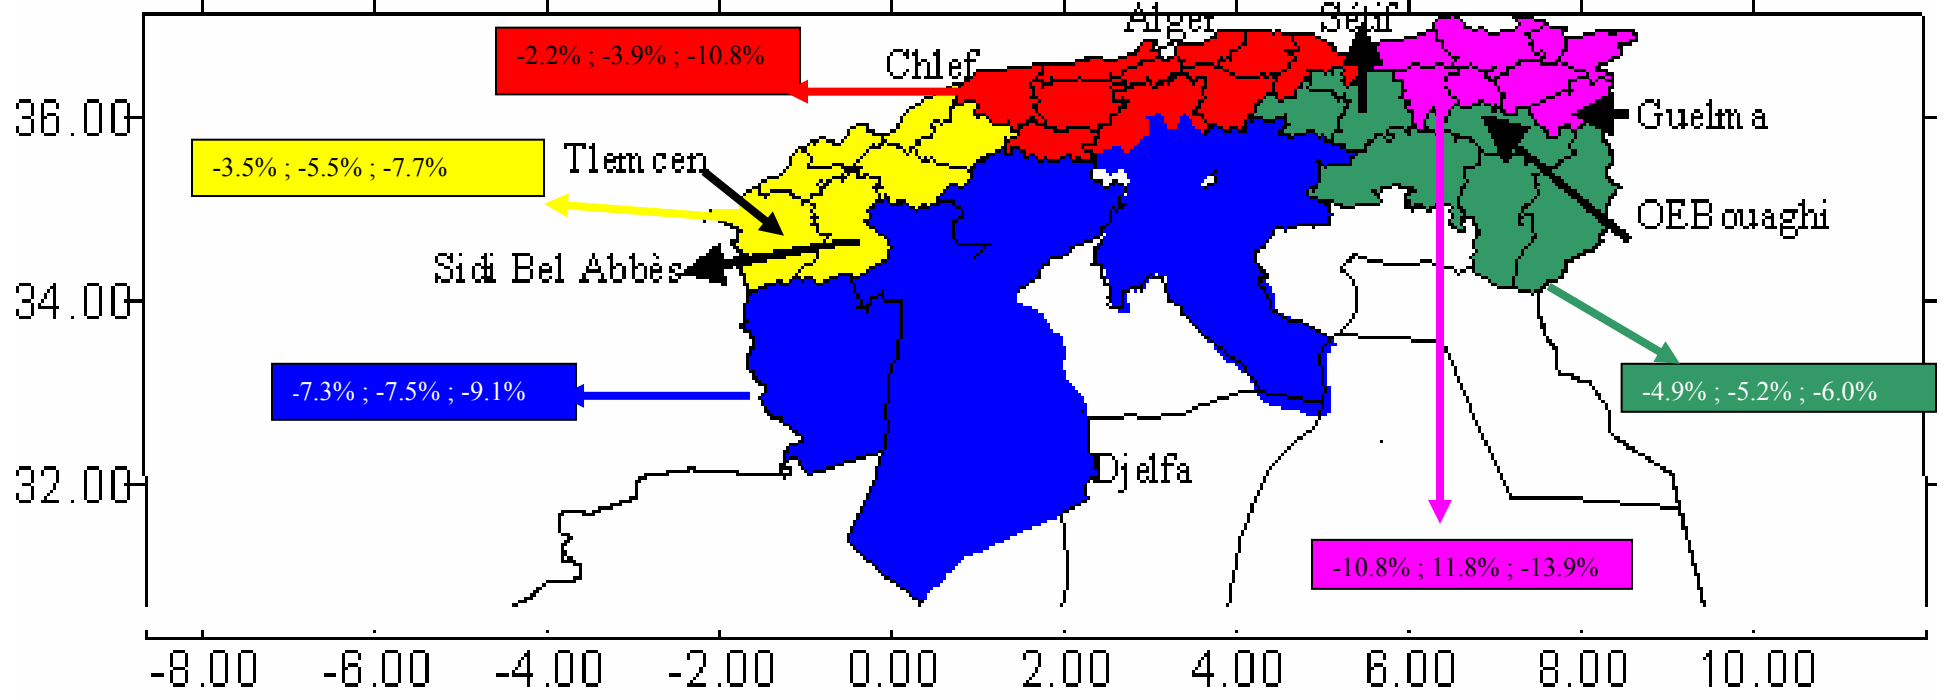 Alger
Sétif
-2.2% ; -3.9% ; -10.8%
Chlef
36.00
Guelma
-3.5% ; -5.5% ; -7.7%
Tlemcen
OEBouaghi
Sidi Bel Abbès
34.00
-7.3% ; -7.5% ; -9.1%
-4.9% ; -5.2% ; -6.0%
Djelfa
32.00
-10.8% ; 11.8% ; -13.9%
-8.00 -6.00 -4.00 -2.00 0.00 2.00 4.00 6.00 8.00 10.00